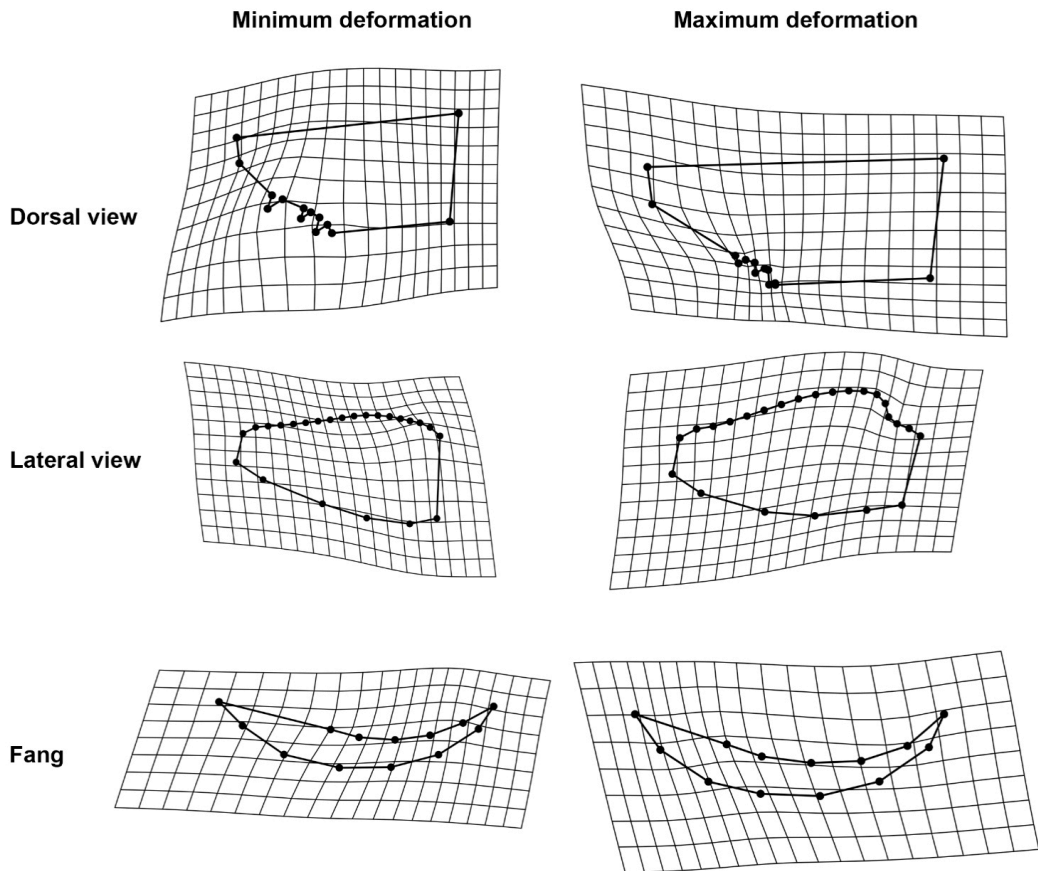 Minimum deformation Maximum deformation
Dorsal view
Lateral view
Fang